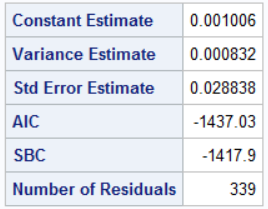 Constant Estimate 0.001006
Variance Estimate 0.000832
Std Error Estimate 0.028838
AIC -1437.03
SBC -1417.9
Number of Residuals 339